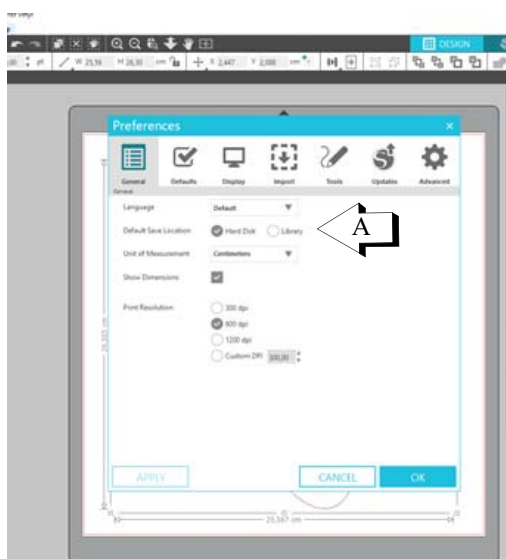 DESIGN
W 25,56 H 26,30 cm X 2,447 Y 2,088 cm
Preferences ×
General Defaults Display Import Tools Updates Advanced
General
Language Default
Default Save Location Hard Disk Library
A
Unit of Measurement Centimeters
Show Dimensions
Print Resolution 300 dpi
600 dpi
1200 dpi
Custom DPI 300,00
APPLY CANCEL OK